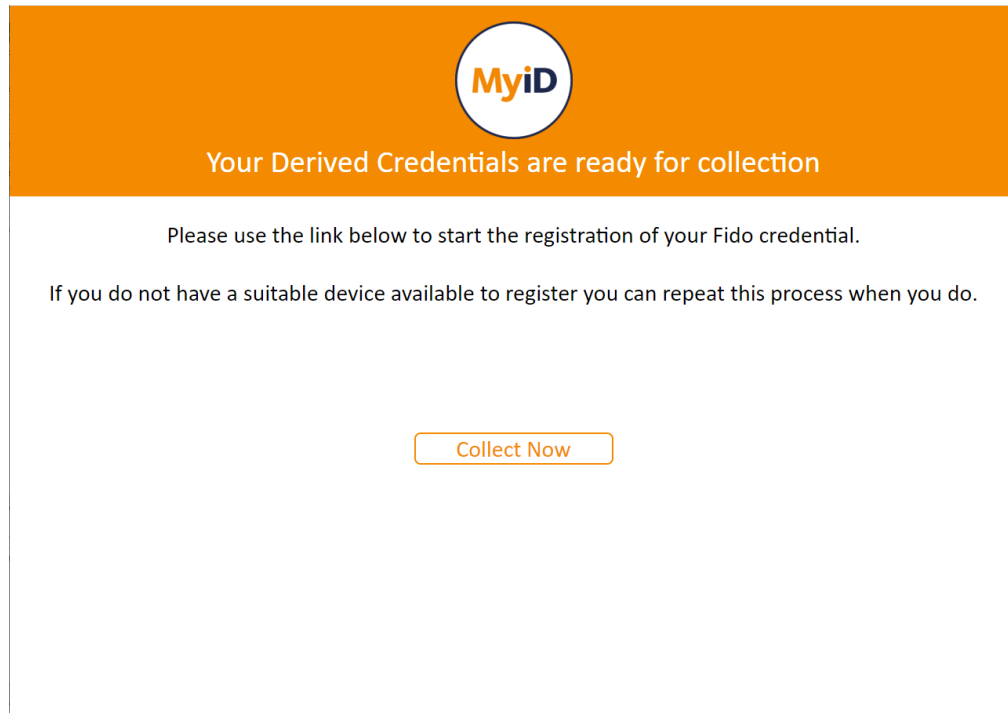 MyiD
Your Derived Credentials are ready for collection
Please use the link below to start the registration of your Fido credential.
If you do not have a suitable device available to register you can repeat this process when you do.
Collect Now